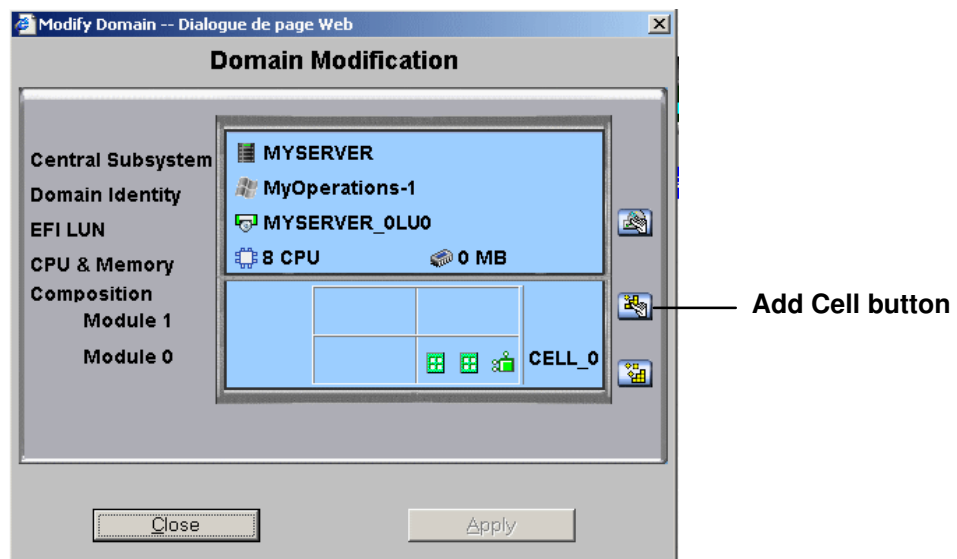 Modify Domain -- Dialogue de page Web
Domain Modification
Central Subsystem MYSERVER
Domain Identity MyOperations-1
EFI LUN MYSERVER_0LU0
CPU & Memory 8 CPU 0 MB
Composition
Module 1
Module 0 CELL_0
Add Cell button
Close Apply